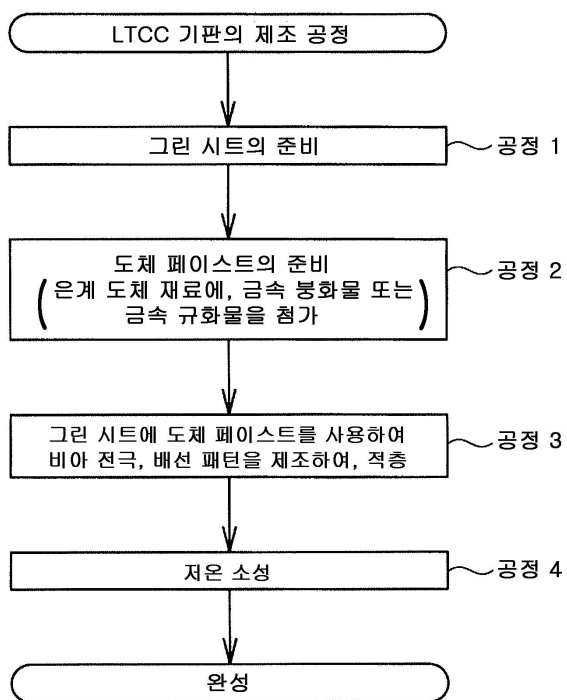 LTCC 기판의 제조 공정
그린 시트의 준비
공정 1
도체 페이스트의 준비
(은계 도체 재료에, 금속 붕화물 또는
금속 규화물을 첨가)
공정 2
그린 시트에 도체 페이스트를 사용하여
비아 전극, 배선 패턴을 제조하여, 적층
공정 3
저온 소성
공정 4
완성